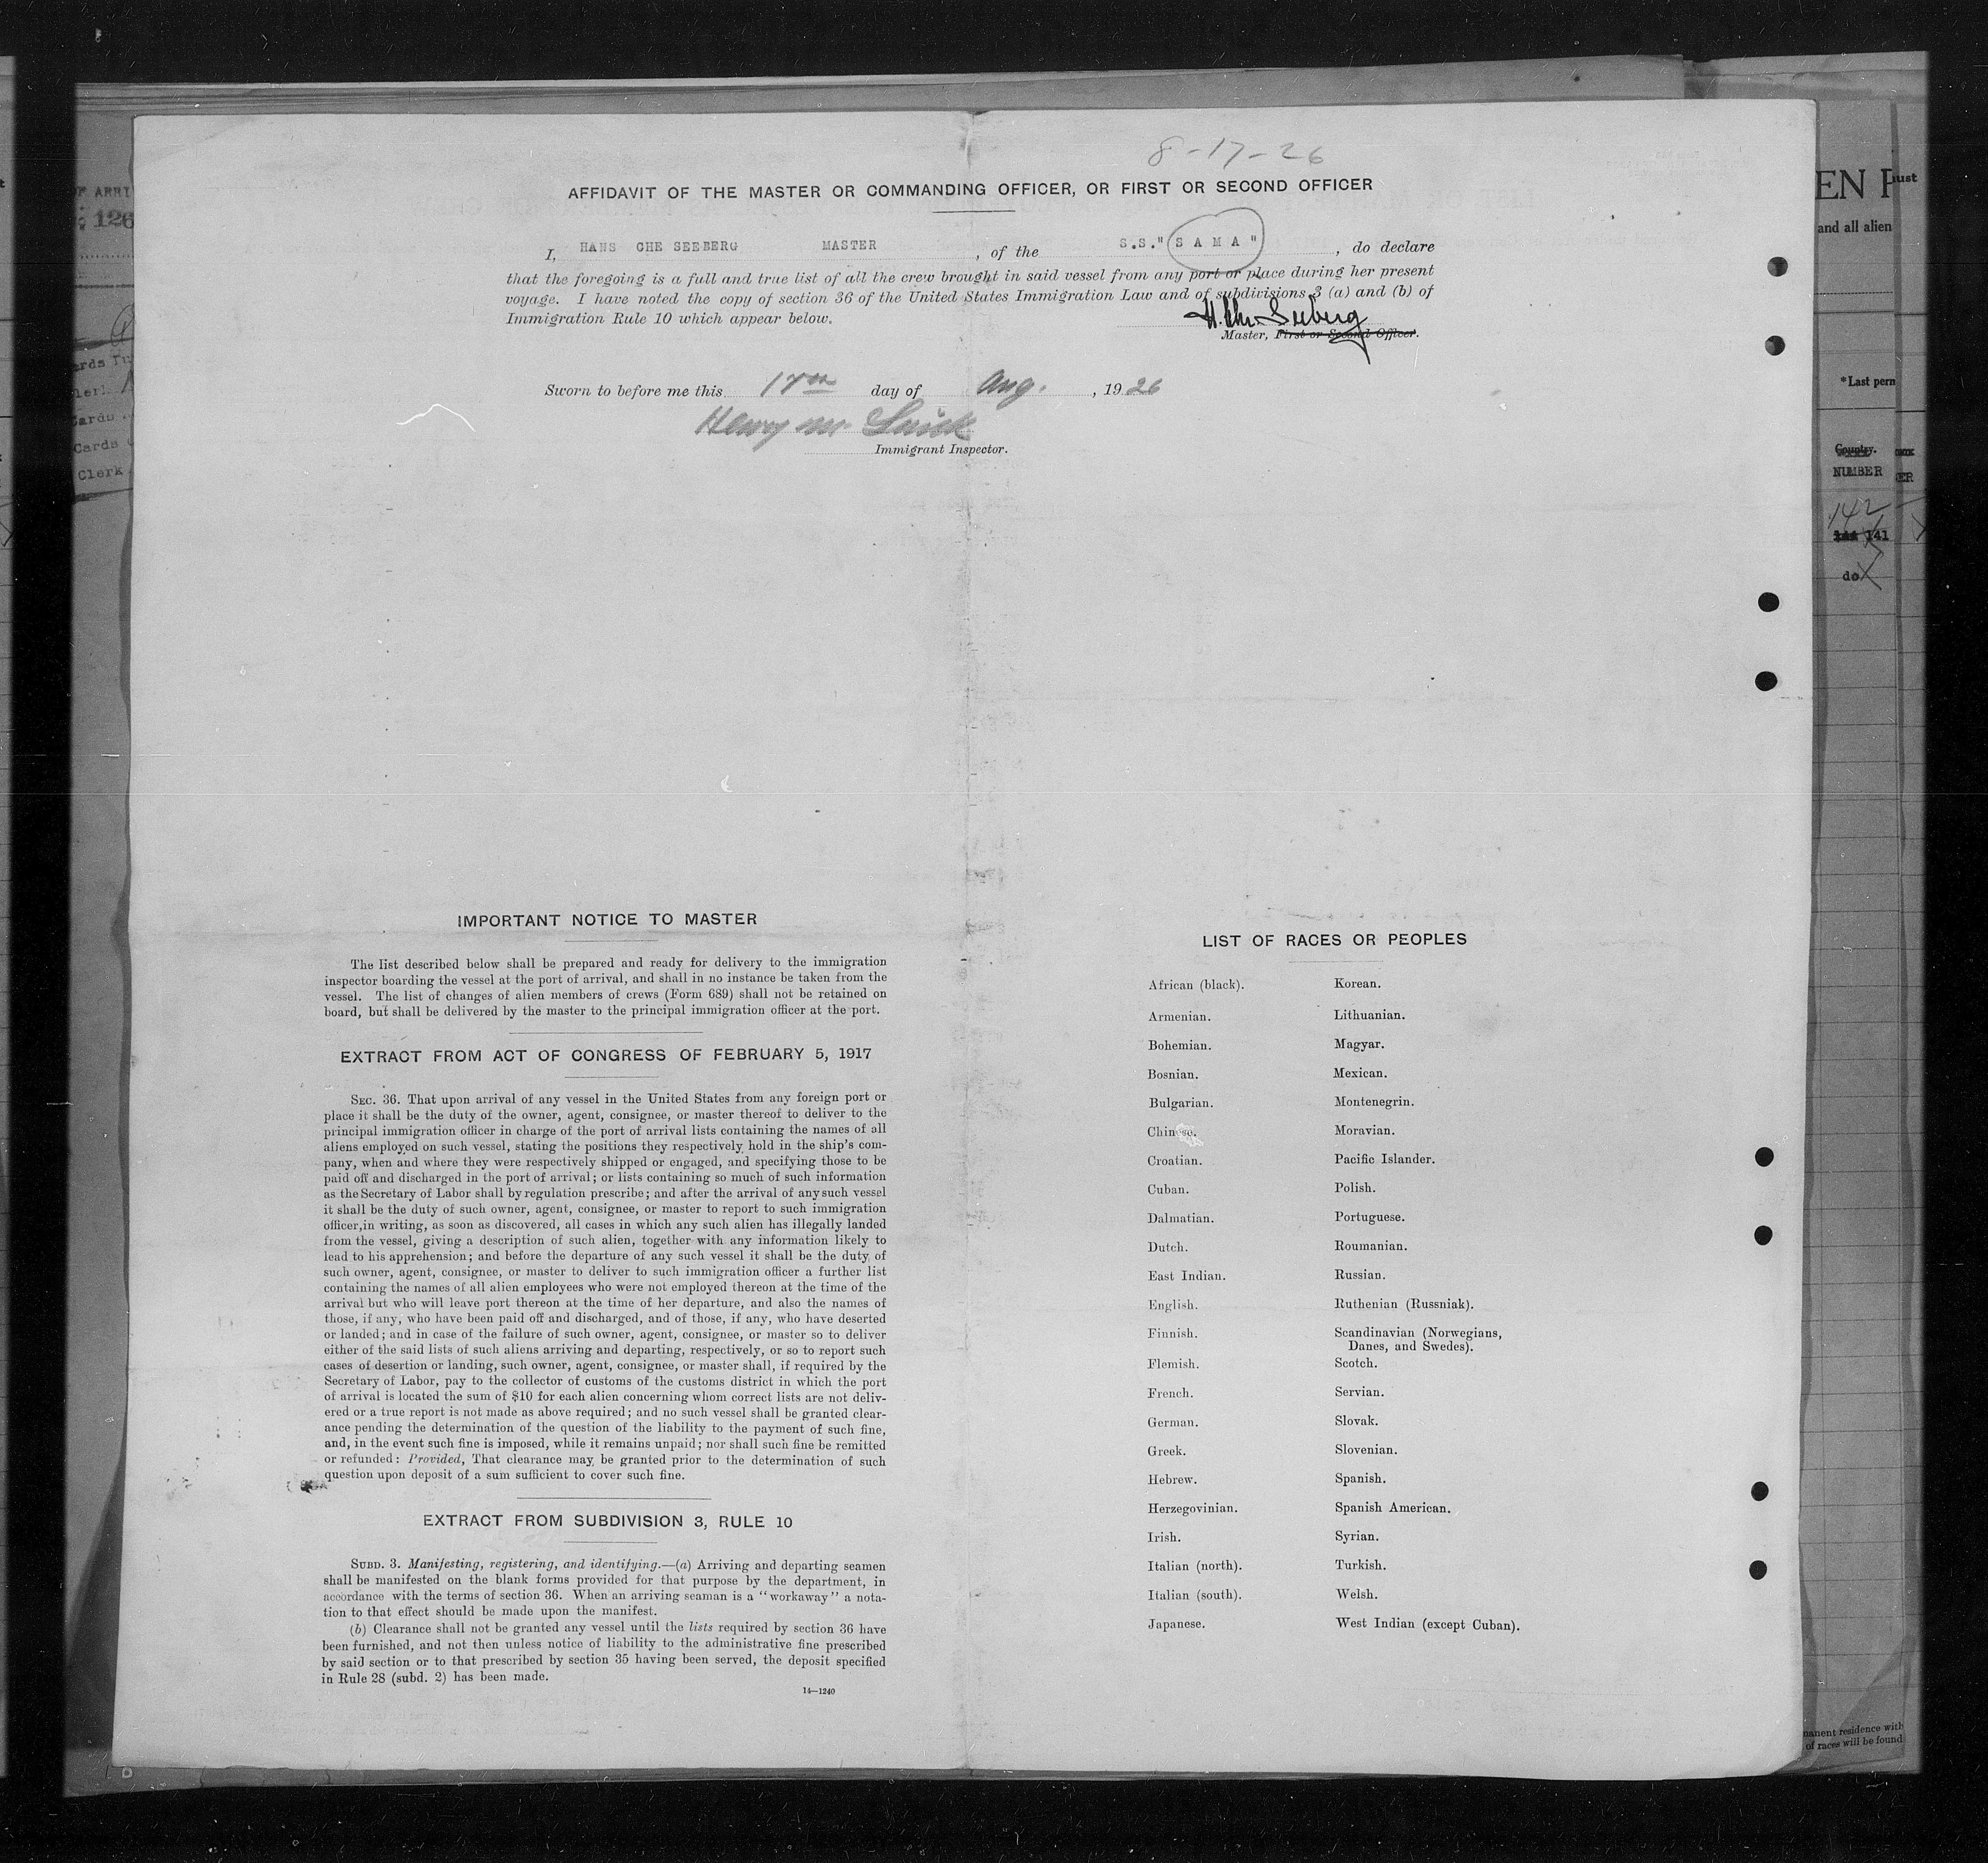 8-17-26
AFFIDAVIT OF THE MASTER OR COMMANDING OFFICER, OR FIRST OR SECOND OFFICER
I, HANS CHE SEEBERG MASTER, of the S.S." S A M A ", do declare
that the foregoing is a full and true list of all the crew brought in said vessel from any port or place during her present
voyage. I have noted the copy of section 36 of the United States Immigration Law and of subdivisions 3 (a) and (b) of
Immigration Rule 10 which appear below.
H. Chr. Seeberg
Master, First or Second Officer.
Sworn to before me this 17th day of Aug., 1926
Henry M.
Immigrant Inspector.
IMPORTANT NOTICE TO MASTER
The list described below shall be prepared and ready for delivery to the immigration
inspector boarding the vessel at the port of arrival, and shall in no instance be taken from the
vessel. The list of changes of alien members of crews (Form 689) shall not be retained on
board, but shall be delivered by the master to the principal immigration officer at the port.
EXTRACT FROM ACT OF CONGRESS OF FEBRUARY 5, 1917
SEC. 36. That upon arrival of any vessel in the United States from any foreign port or
place it shall be the duty of the owner, agent, consignee, or master thereof to deliver to the
principal immigration officer in charge of the port of arrival lists containing the names of all
aliens employed on such vessel, stating the positions they respectively hold in the ship's com-
pany, when and where they were respectively shipped or engaged, and specifying those to be
paid off and discharged in the port of arrival; or lists containing so much of such information
as the Secretary of Labor shall by regulation prescribe; and after the arrival of any such vessel
it shall be the duty of such owner, agent, consignee, or master to report to such immigration
officer, in writing, as soon as discovered, all cases in which any such alien has illegally landed
from the vessel, giving a description of such alien, together with any information likely to
lead to his apprehension; and before the departure of any such vessel it shall be the duty of
such owner, agent, consignee, or master to deliver to such immigration officer a further list
containing the names of all alien employees who were not employed thereon at the time of the
arrival but who will leave port thereon at the time of her departure, and also the names of
those, if any, who have been paid off and discharged, and of those, if any, who have deserted
or landed; and in case of the failure of such owner, agent, consignee, or master so to deliver
either of the said lists of such aliens arriving and departing, respectively, or so to report such
cases of desertion or landing, such owner, agent, consignee, or master shall, if required by the
Secretary of Labor, pay to the collector of customs of the customs district in which the port
of arrival is located the sum of $10 for each alien concerning whom correct lists are not deliv-
ered or a true report is not made as above required; and no such vessel shall be granted clear-
ance pending the determination of the question of the liability to the payment of such fine,
and, in the event such fine is imposed, while it remains unpaid; nor shall such fine be remitted
or refunded: Provided, That clearance may be granted prior to the determination of such
question upon deposit of a sum sufficient to cover such fine.
EXTRACT FROM SUBDIVISION 3, RULE 10
SUBD. 3. Manifesting, registering, and identifying.—(a) Arriving and departing seamen
shall be manifested on the blank forms provided for that purpose by the department, in
accordance with the terms of section 36. When an arriving seaman is a "workaway" a nota-
tion to that effect should be made upon the manifest.
(b) Clearance shall not be granted any vessel until the lists required by section 36 have
been furnished, and not then unless notice of liability to the administrative fine prescribed
by said section or to that prescribed by section 35 having been served, the deposit specified
in Rule 28 (subd. 2) has been made.
14—1240
LIST OF RACES OR PEOPLES
African (black).
Armenian.
Bohemian.
Bosnian.
Bulgarian.
Chinese.
Croatian.
Cuban.
Dalmatian.
Dutch.
East Indian.
English.
Finnish.
Flemish.
French.
German.
Greek.
Hebrew.
Herzegovinian.
Irish.
Italian (north).
Italian (south).
Japanese.
Korean.
Lithuanian.
Magyar.
Mexican.
Montenegrin.
Moravian.
Pacific Islander.
Polish.
Portuguese.
Roumanian.
Russian.
Ruthenian (Russniak).
Scandinavian (Norwegians,
Danes, and Swedes).
Scotch.
Servian.
Slovak.
Slovenian.
Spanish.
Spanish American.
Syrian.
Turkish.
Welsh.
West Indian (except Cuban).
126
Clerk
and all alien
*Last perm
Country.
NUMBER
142
141
do
of races will be found